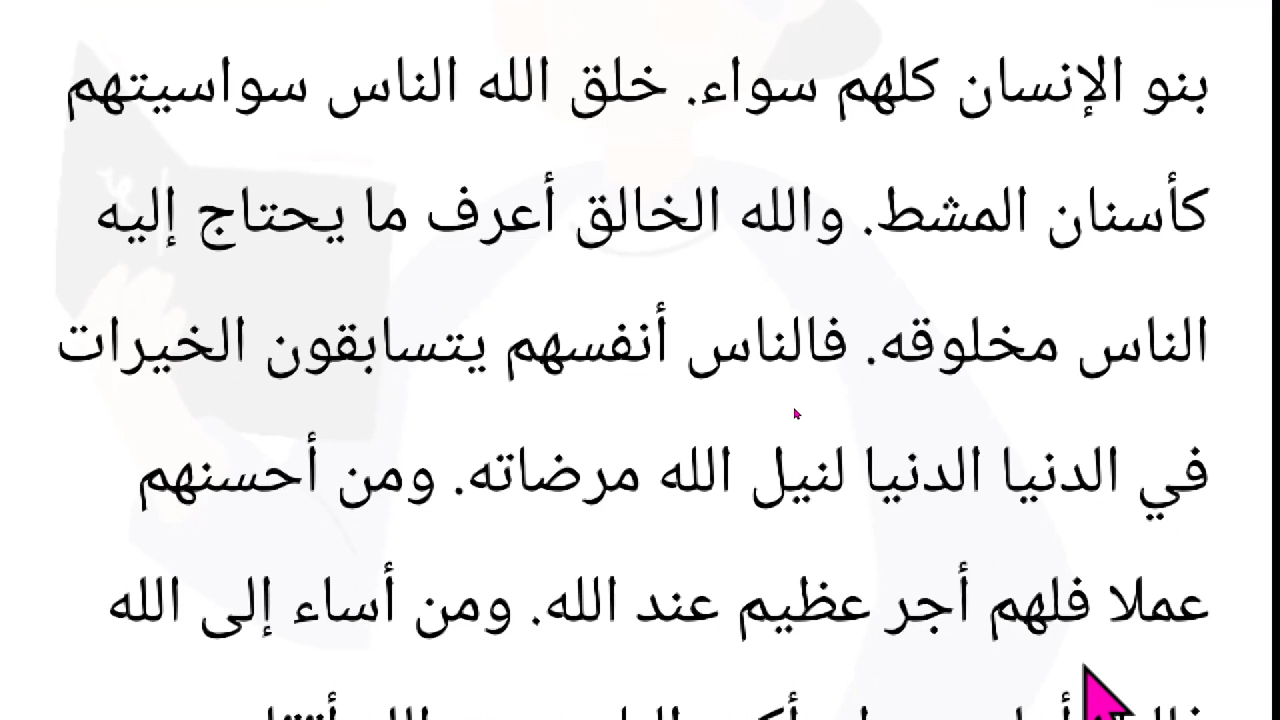 بنو الإنسان كلهم سواء. خلق الله الناس سواسيتهم
كأسنان المشط. والله الخالق أعرف ما يحتاج إليه
الناس مخلوقه. فالناس أنفسهم يتسابقون الخيرات
في الدنيا الدنيا لنيل الله مرضاته. ومن أحسنهم
عملا فلهم أجر عظيم عند الله. ومن أساء إلى الله